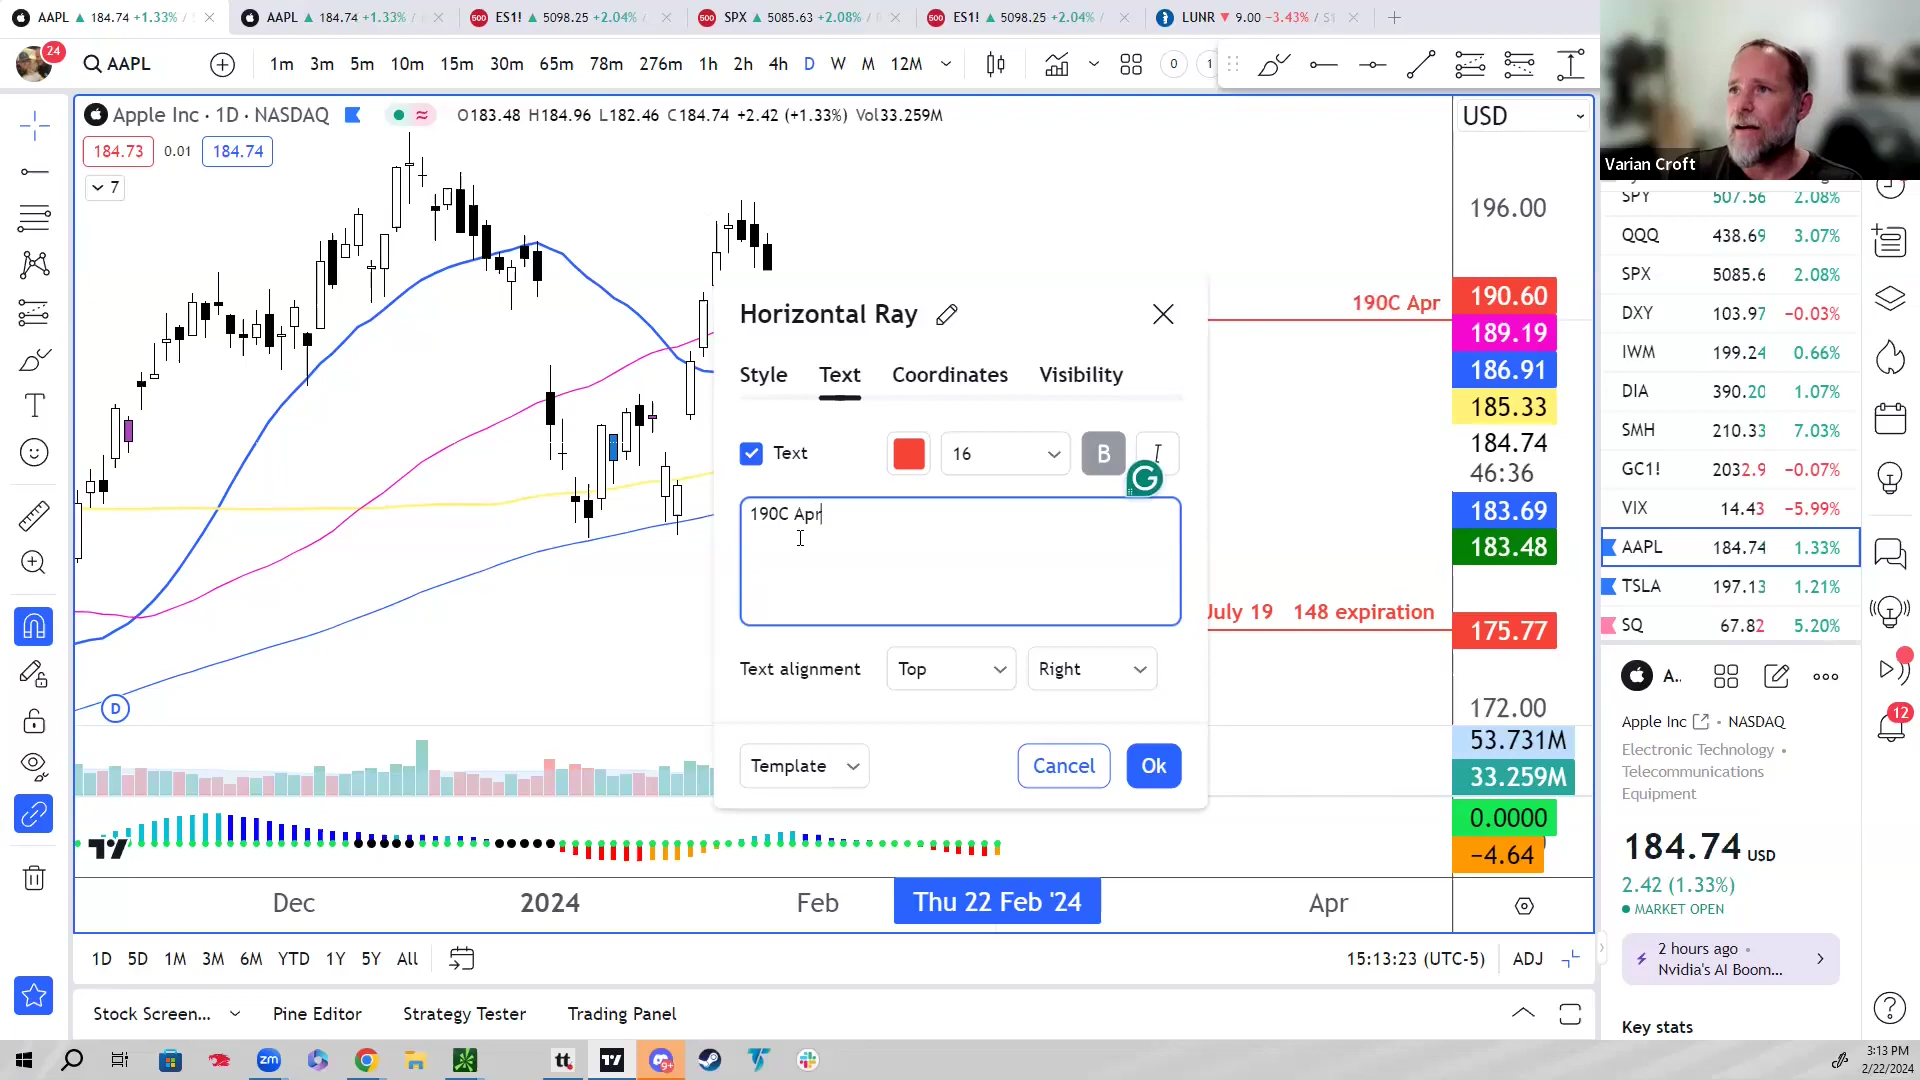 AAPL ▲ 184.74 +1.33% /
AAPL ▲ 184.74 +1.33% /
500 ES1! ▲ 5098.25 +2.04% /
500 SPX ▲ 5085.63 +2.08% /
500 ES1! ▲ 5098.25 +2.04% /
LUNR ▼ 9.00 −3.43% /
24
AAPL
1m 3m 5m 10m 15m 30m 65m 78m 276m 1h 2h 4h D W M 12M
0 1
Apple Inc · 1D · NASDAQ
O183.48 H184.96 L182.46 C184.74 +2.42 (+1.33%) Vol33.259M
USD
184.73 0.01 184.74
7
Varian Croft
196.00
190C Apr
190.60
189.19
186.91
185.33
184.74
46:36
183.69
183.48
July 19 148 expiration
175.77
172.00
53.731M
33.259M
0.0000
−4.64
Horizontal Ray
Style Text Coordinates Visibility
Text 16 B I
G
190C Apr
Text alignment Top Right
Template Cancel Ok
D
Dec 2024 Feb Thu 22 Feb '24 Apr
1D 5D 1M 3M 6M YTD 1Y 5Y All
15:13:23 (UTC-5) ADJ
Stock Screen... Pine Editor Strategy Tester Trading Panel
SPY 507.56 2.08%
QQQ 438.69 3.07%
SPX 5085.6 2.08%
DXY 103.97 −0.03%
IWM 199.24 0.66%
DIA 390.20 1.07%
SMH 210.33 7.03%
GC1! 2032.9 −0.07%
VIX 14.43 −5.99%
AAPL 184.74 1.33%
TSLA 197.13 1.21%
SQ 67.82 5.20%
A..
12
Apple Inc • NASDAQ
Electronic Technology •
Telecommunications
Equipment
184.74 USD
2.42 (1.33%)
MARKET OPEN
2 hours ago •
Nvidia's AI Boom...
Key stats
zm
tt
9+
3:13 PM
2/22/2024